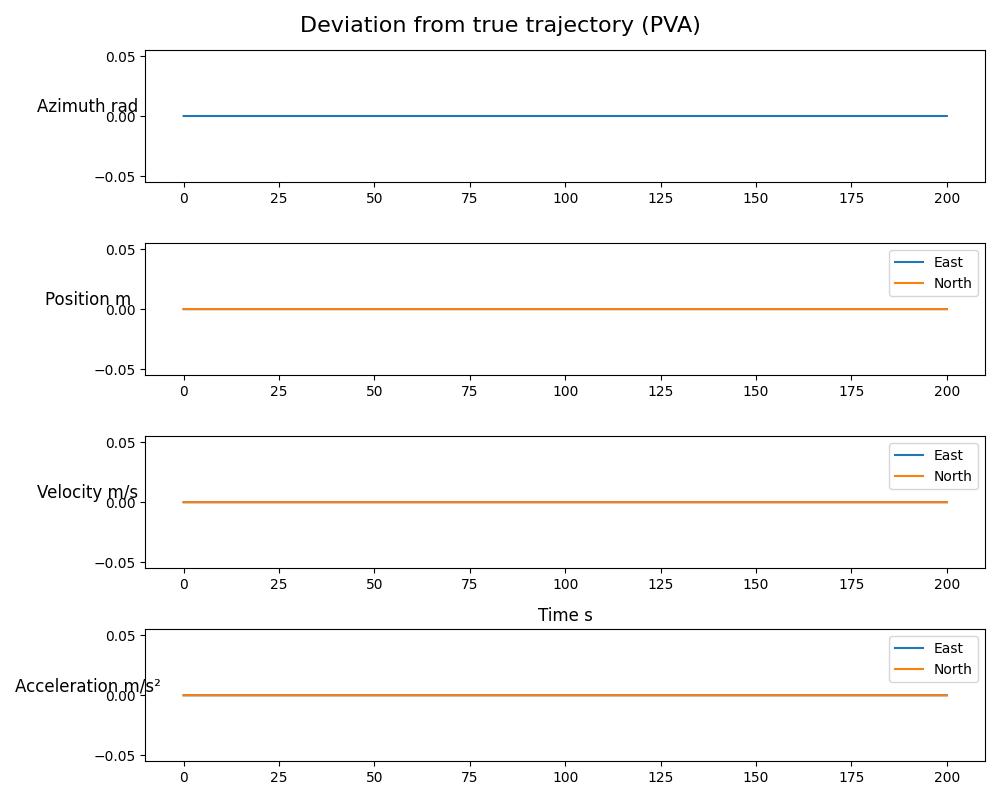 Deviation from true trajectory (PVA)
0.05
Azimuth rad
0.00
−0.05
0 25 50 75 100 125 150 175 200
0.05
East
North
Position m
0.00
−0.05
0 25 50 75 100 125 150 175 200
0.05
East
North
Velocity m/s
0.00
−0.05
0 25 50 75 100 125 150 175 200
Time s
0.05
East
North
Acceleration m/s²
0.00
−0.05
0 25 50 75 100 125 150 175 200